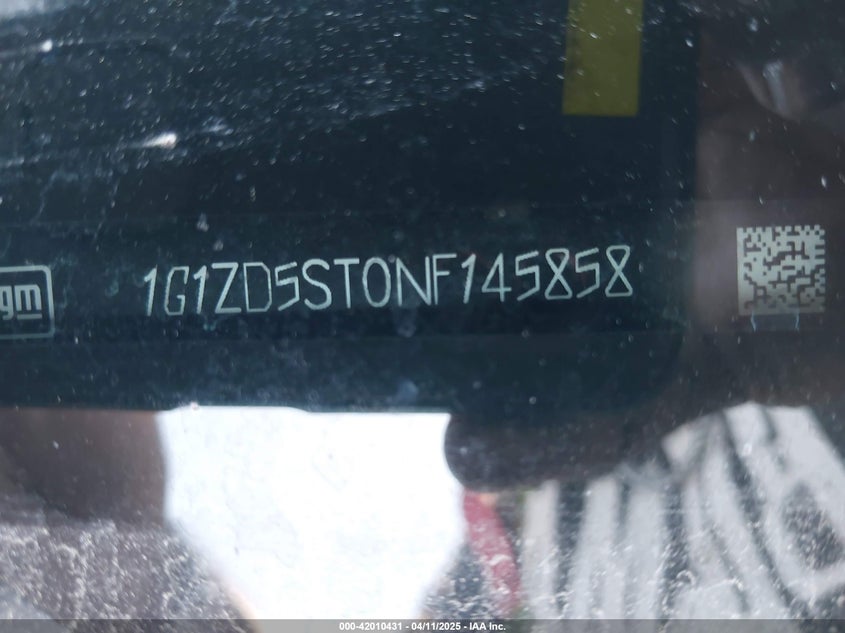 gm
1G1ZD5ST0NF145858
000-42010431 - 04/11/2025 - IAA Inc.